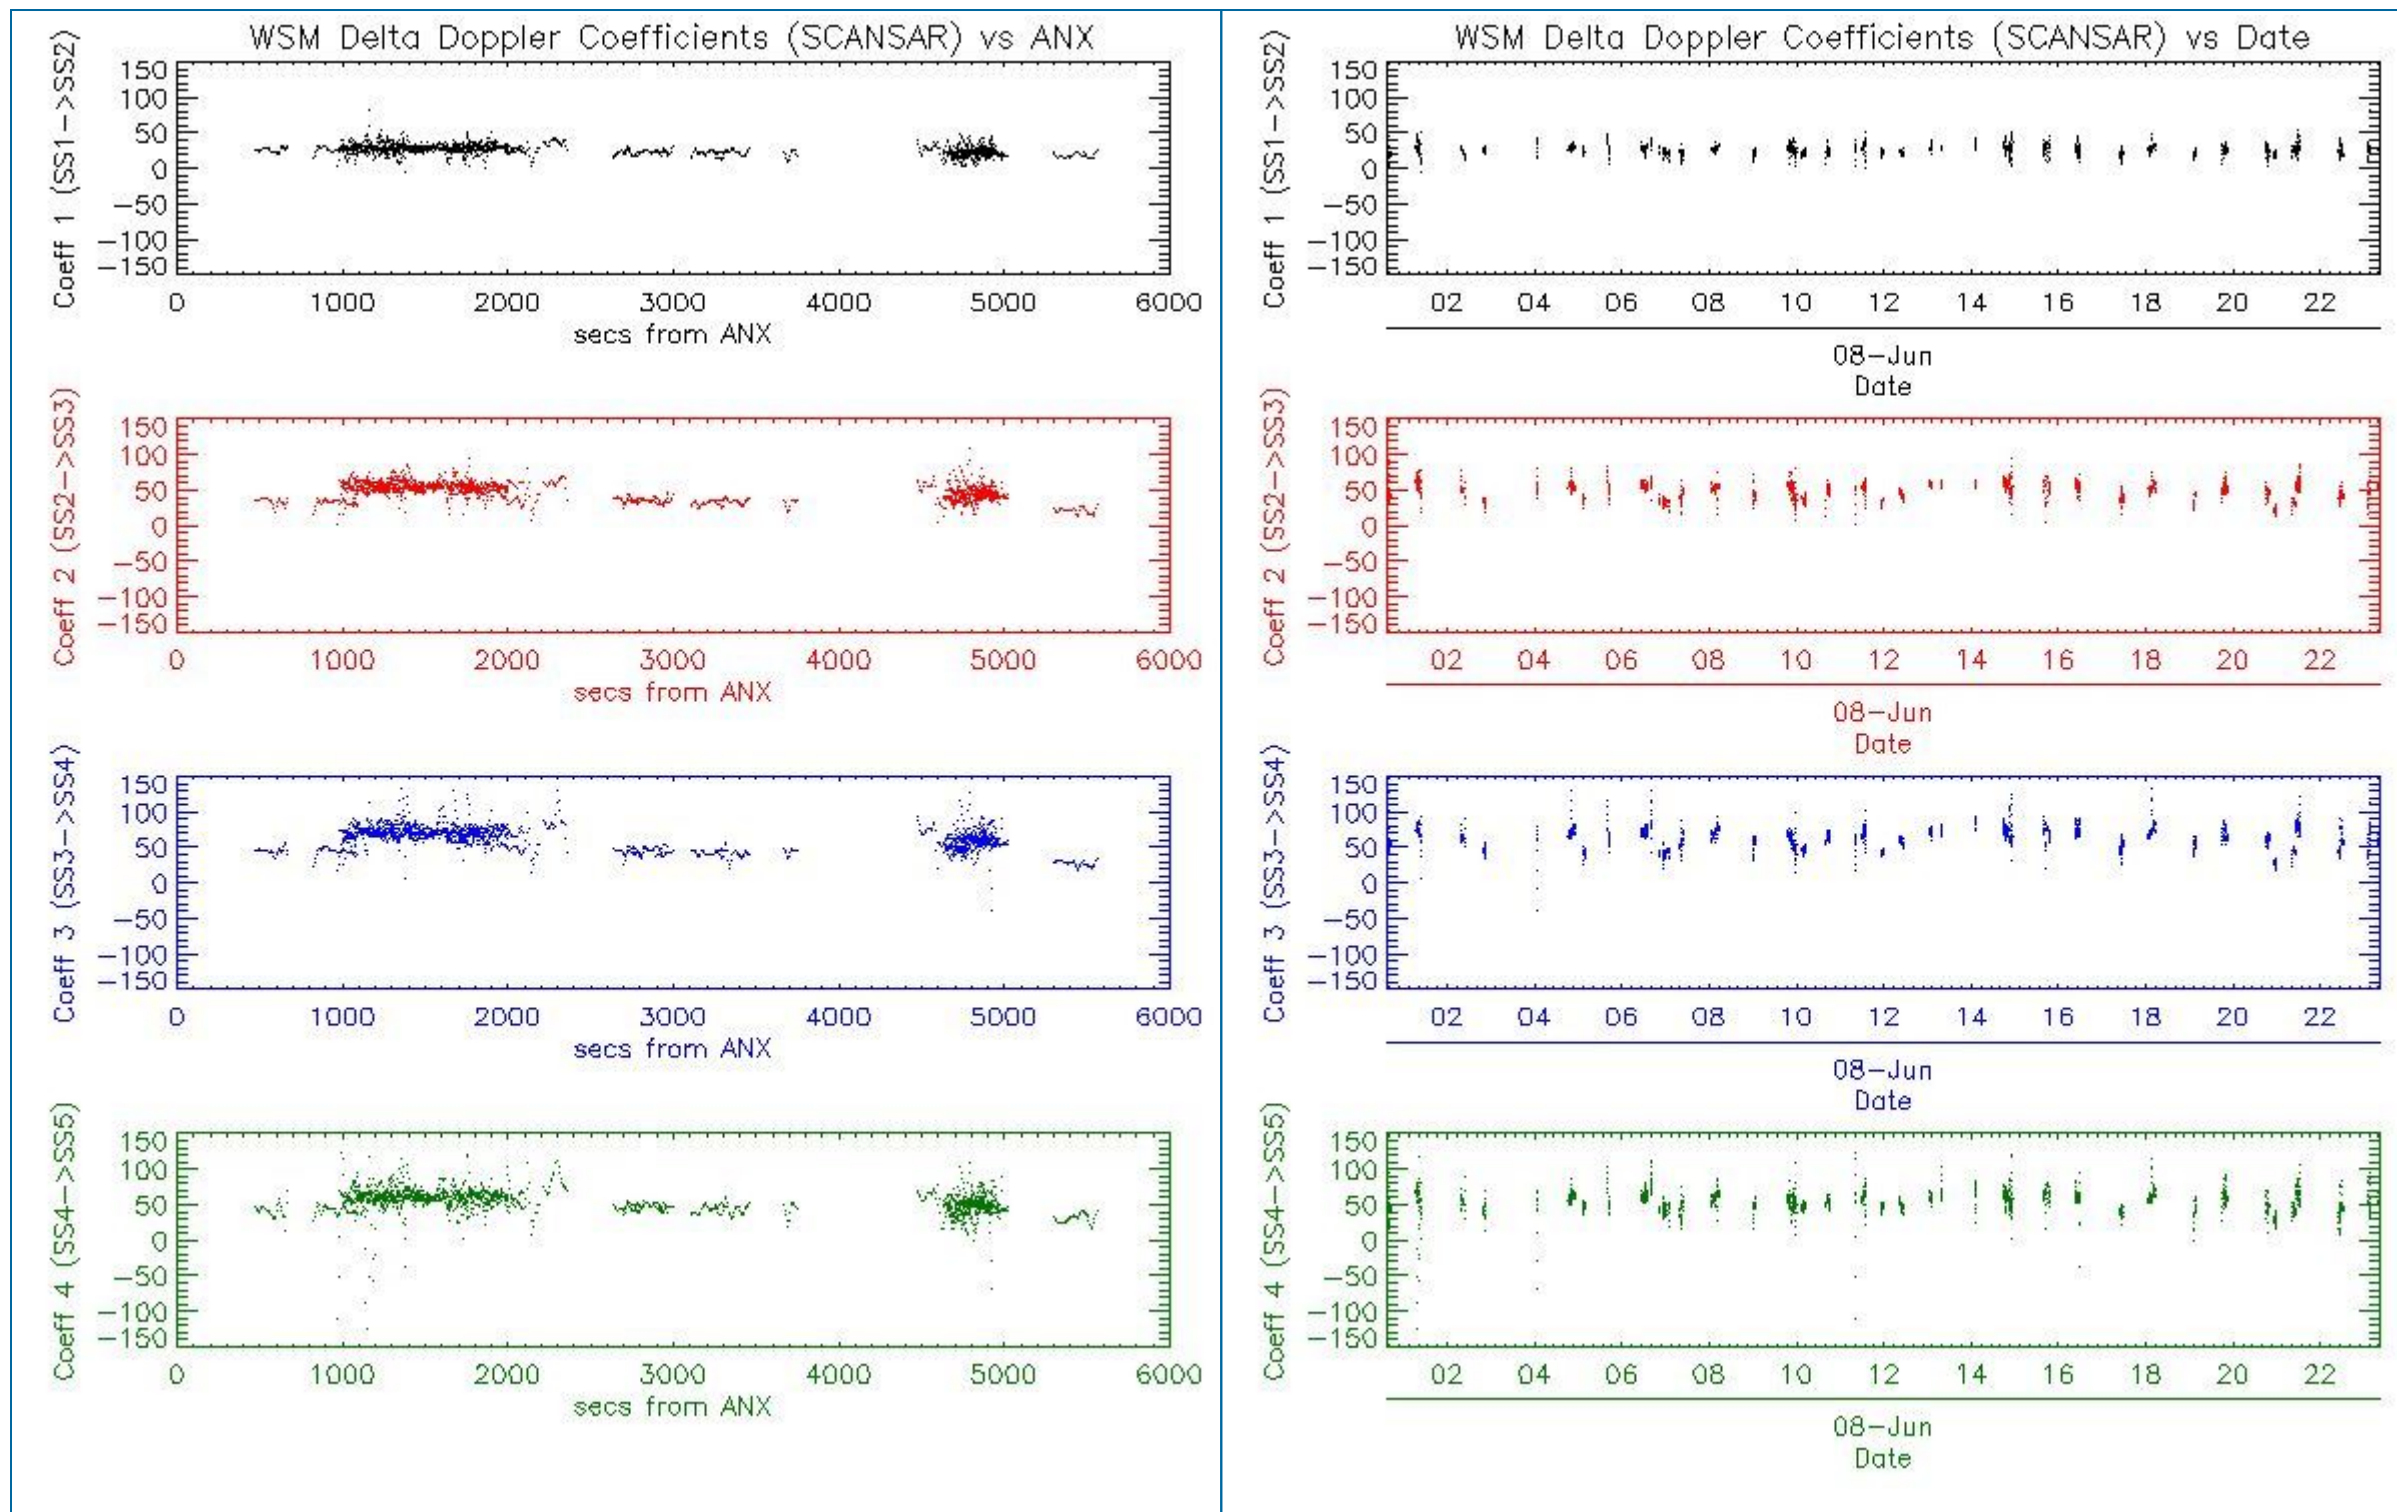 WSM Delta Doppler Coefficients (SCANSAR) vs ANX
Coeff 1 (SS1->SS2)
150
100
50
0
−50
−100
−150
0 1000 2000 3000 4000 5000 6000
secs from ANX
Coeff 2 (SS2->SS3)
150
100
50
0
−50
−100
−150
0 1000 2000 3000 4000 5000 6000
secs from ANX
Coeff 3 (SS3->SS4)
150
100
50
0
−50
−100
−150
0 1000 2000 3000 4000 5000 6000
secs from ANX
Coeff 4 (SS4->SS5)
150
100
50
0
−50
−100
−150
0 1000 2000 3000 4000 5000 6000
secs from ANX
WSM Delta Doppler Coefficients (SCANSAR) vs Date
Coeff 1 (SS1->SS2)
150
100
50
0
−50
−100
−150
02 04 06 08 10 12 14 16 18 20 22
08−Jun
Date
Coeff 2 (SS2->SS3)
150
100
50
0
−50
−100
−150
02 04 06 08 10 12 14 16 18 20 22
08−Jun
Date
Coeff 3 (SS3->SS4)
150
100
50
0
−50
−100
−150
02 04 06 08 10 12 14 16 18 20 22
08−Jun
Date
Coeff 4 (SS4->SS5)
150
100
50
0
−50
−100
−150
02 04 06 08 10 12 14 16 18 20 22
08−Jun
Date